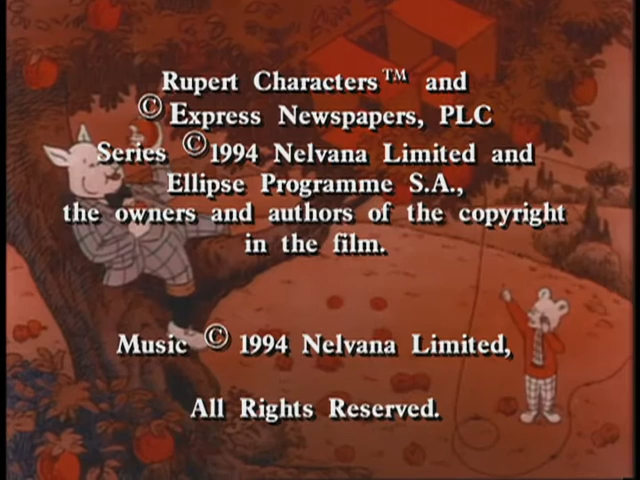 Rupert Characters™ and
© Express Newspapers, PLC
Series ©1994 Nelvana Limited and
Ellipse Programme S.A.,
the owners and authors of the copyright
in the film.
Music © 1994 Nelvana Limited,
All Rights Reserved.